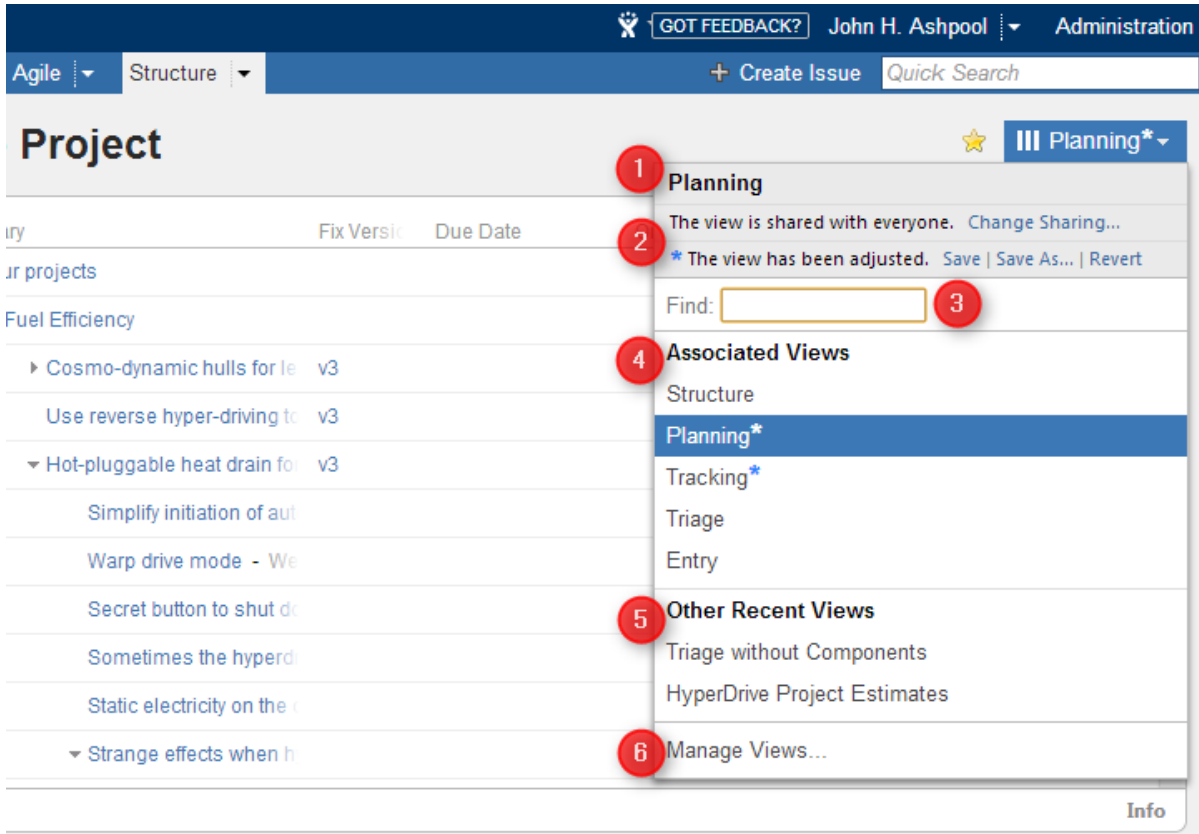 GOT FEEDBACK? John H. Ashpool Administration
Agile Structure + Create Issue Quick Search
Project Planning*
1 Planning
The view is shared with everyone. Change Sharing...
2
* The view has been adjusted. Save | Save As... | Revert
ary Fix Versio Due Date
ur projects
Find: 3
Fuel Efficiency
4 Associated Views
Cosmo-dynamic hulls for le v3
Structure
Use reverse hyper-driving to v3
Planning*
Hot-pluggable heat drain for v3
Tracking*
Simplify initiation of aut
Triage
Warp drive mode - We
Entry
Secret button to shut do
5 Other Recent Views
Sometimes the hyperd
Triage without Components
Static electricity on the
HyperDrive Project Estimates
Strange effects when h
6 Manage Views...
Info